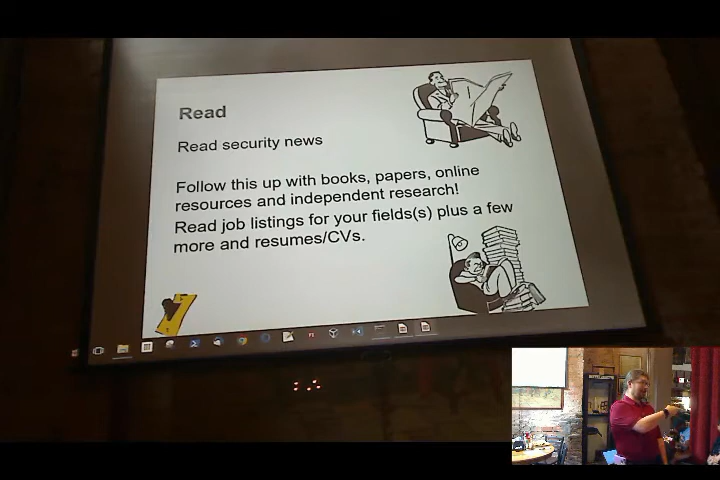 Read
Read security news
Follow this up with books, papers, online
resources and independent research!
Read job listings for your fields(s) plus a few
more and resumes/CVs.